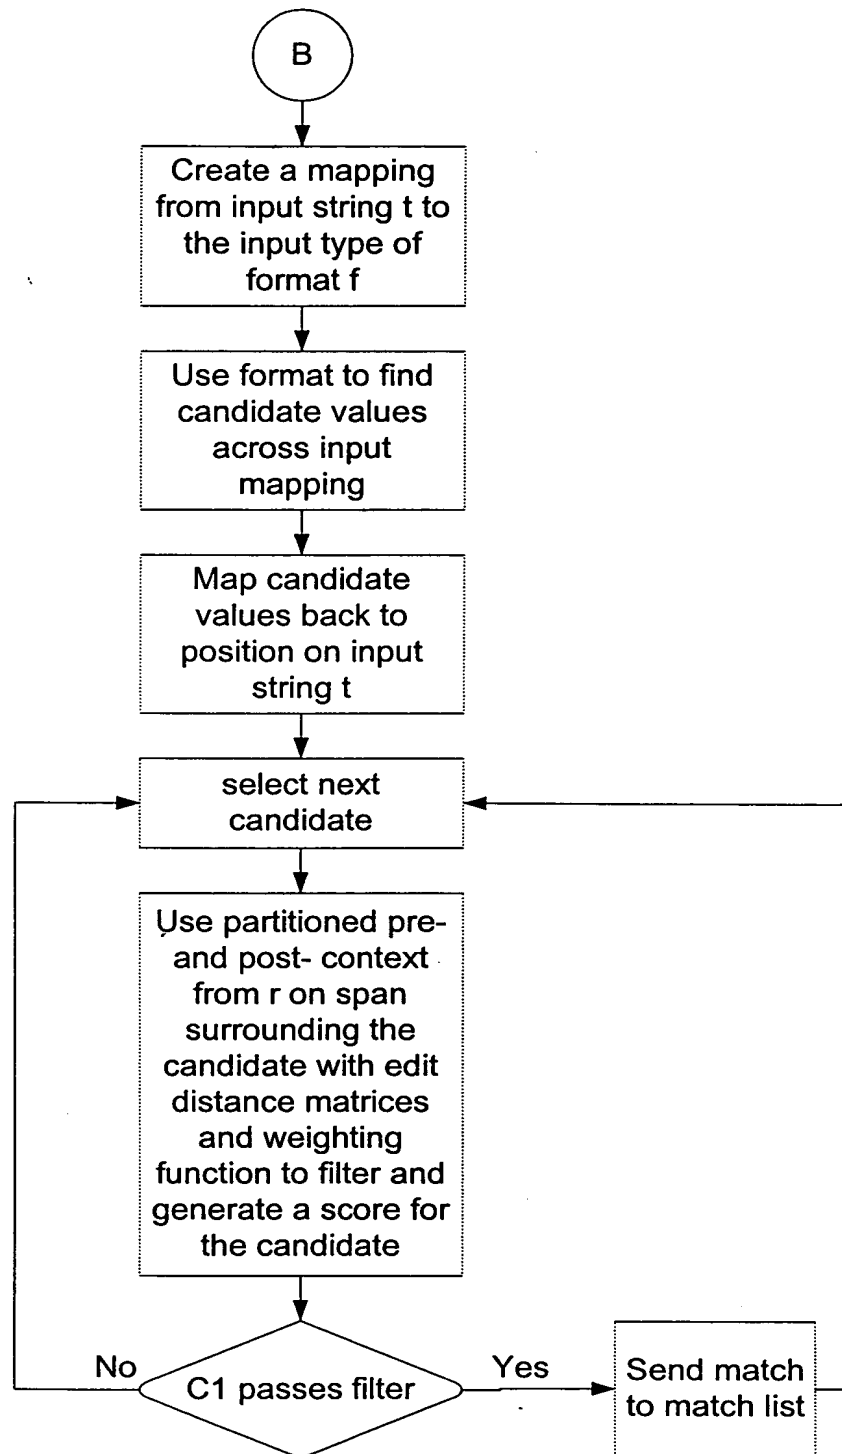 B
Create a mapping
from input string t to
the input type of
format f
Use format to find
candidate values
across input
mapping
Map candidate
values back to
position on input
string t
select next
candidate
Use partitioned pre-
and post- context
from r on span
surrounding the
candidate with edit
distance matrices
and weighting
function to filter and
generate a score for
the candidate
No
C1 passes filter
Yes
Send match
to match list